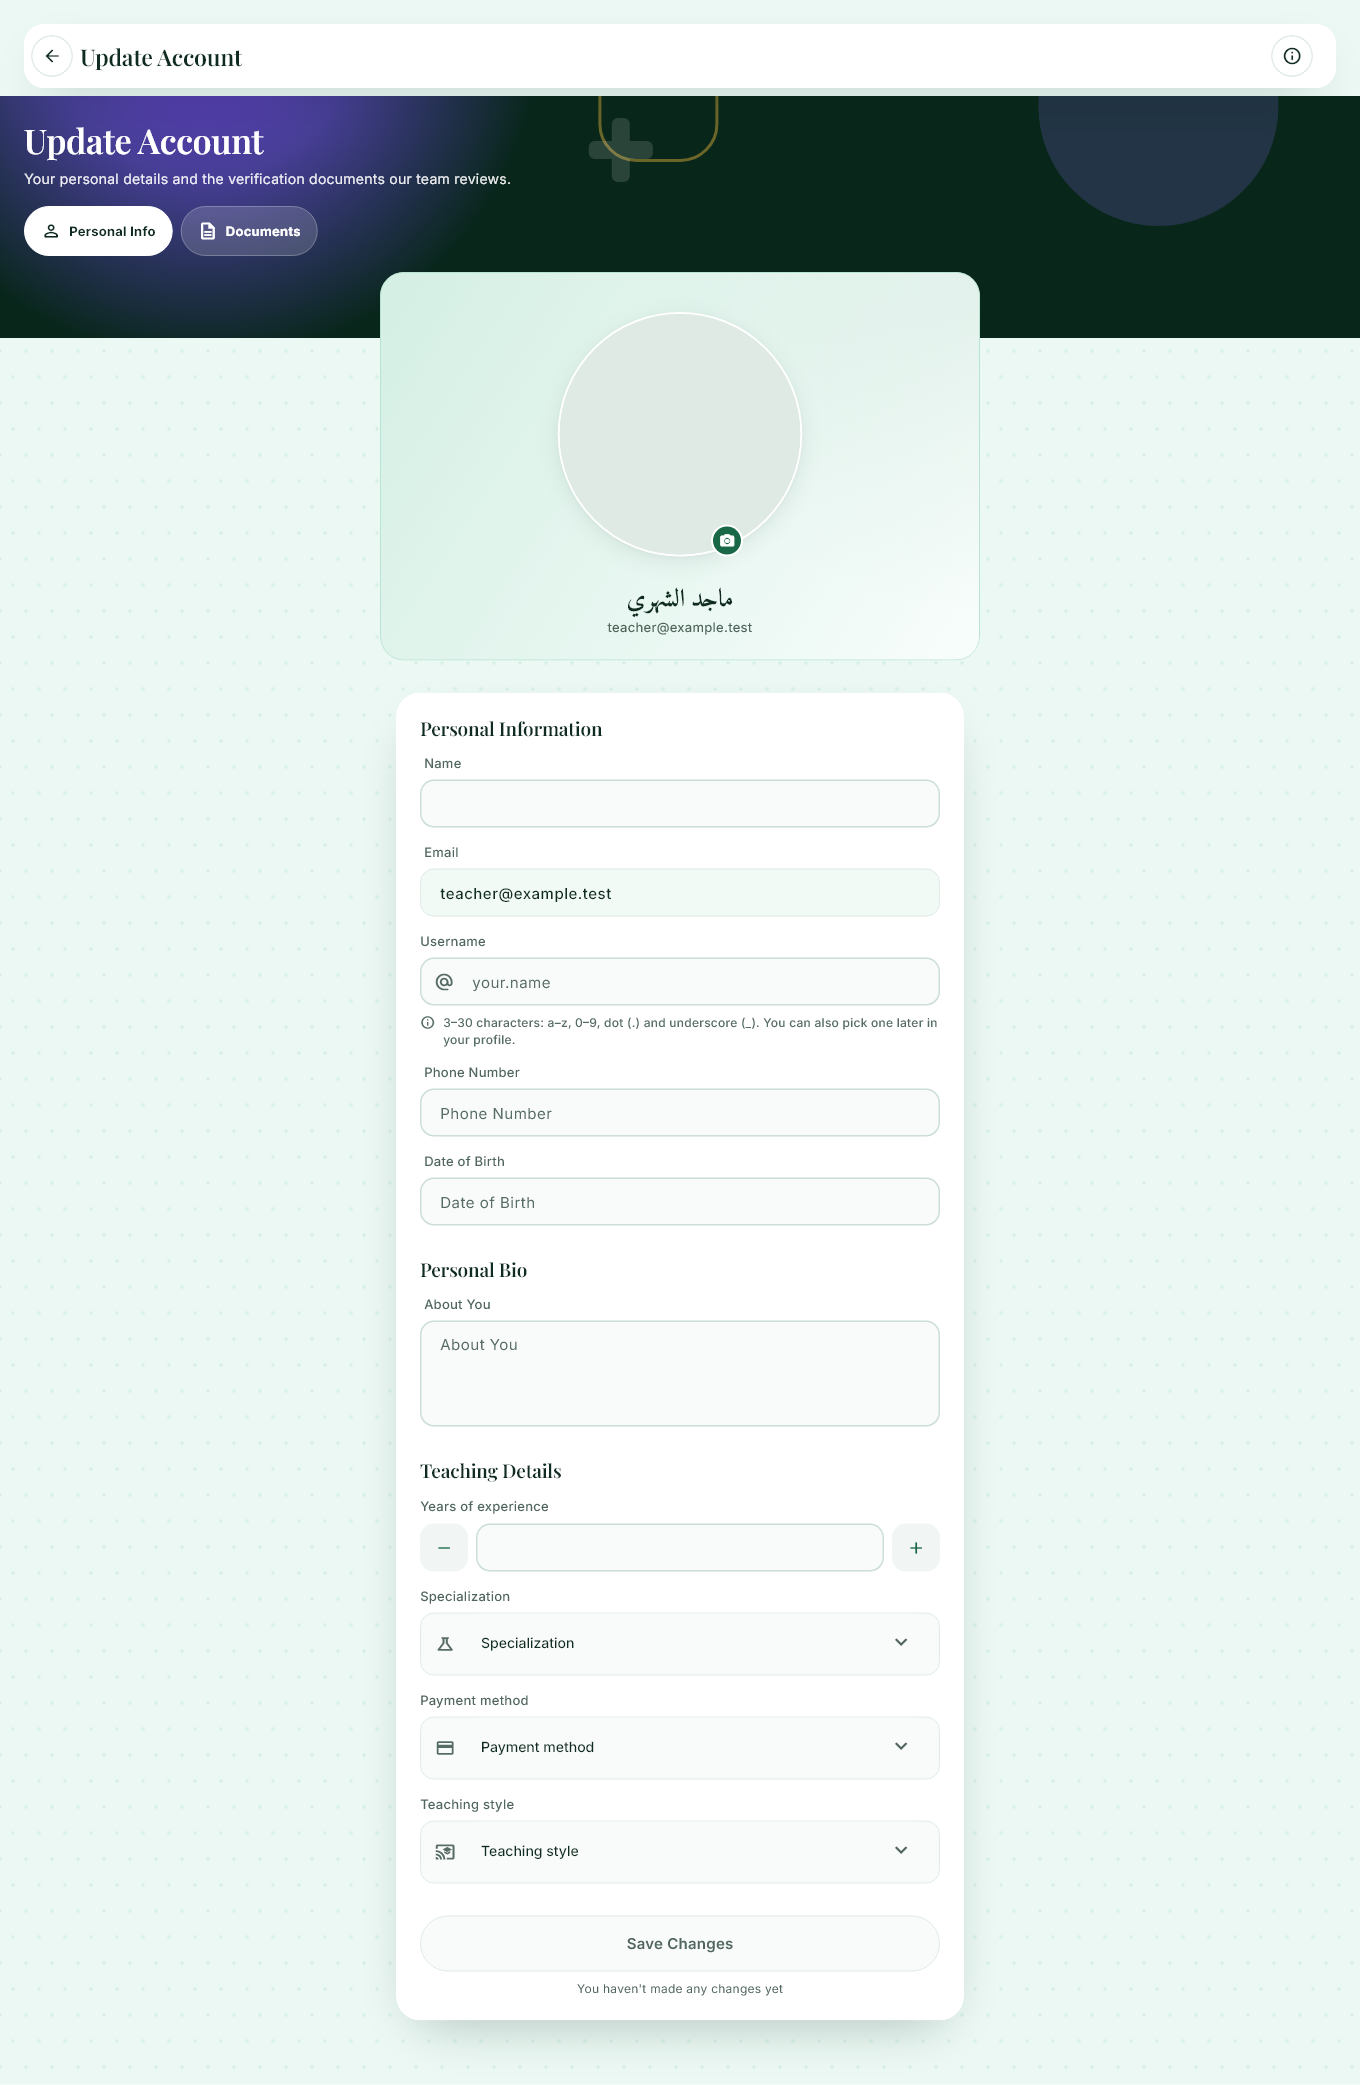 Update Account
Update Account
Your personal details and the verification documents our team reviews.
Personal Info
Documents
ماجد الشهري
teacher@example.test
Personal Information
Name
Email
teacher@example.test
Username
your.name
3–30 characters: a–z, 0–9, dot (.) and underscore (_). You can also pick one later in
your profile.
Phone Number
Phone Number
Date of Birth
Date of Birth
Personal Bio
About You
About You
Teaching Details
Years of experience
Specialization
Specialization
Payment method
Payment method
Teaching style
Teaching style
Save Changes
You haven't made any changes yet